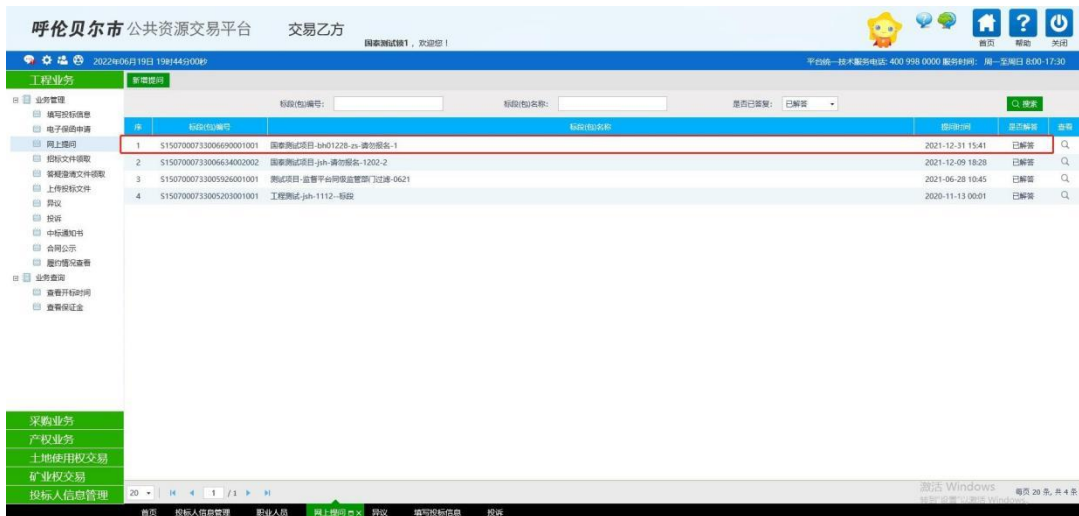 呼伦贝尔市 公共资源交易平台 交易乙方
国泰测试锁1，欢迎您！
首页 帮助 关闭
2022年06月19日 19时44分00秒 平台统一技术服务电话: 400 998 0000 服务时间: 周一至周日 8:00-17:30
工程业务 新增提问
业务管理
填写投标信息
电子保函申请
网上提问
招标文件领取
答疑澄清文件领取
上传投标文件
异议
投诉
中标通知书
合同公示
履约情况查看
业务查询
查看开标时间
查看保证金
采购业务
产权业务
土地使用权交易
矿业权交易
投标人信息管理
标段(包)编号: 标段(包)名称: 是否已答复: 已解答 搜索
序 标段(包)编号 标段(包)名称 提问时间 是否解答 查看
1 S1507000733006690001001 国泰测试项目-bh01228-zs-请勿报名-1 2021-12-31 15:41 已解答
2 S1507000733006634002002 国泰测试项目-jsh-请勿报名-1202-2 2021-12-09 18:28 已解答
3 S1507000733005926001001 测试项目-监督平台同级监管部门过滤-0621 2021-06-28 10:45 已解答
4 S1507000733005203001001 工程测试-jsh-1112--标段 2020-11-13 00:01 已解答
20 1 /1 每页 20 条, 共 4 条
激活 Windows
转到"设置"以激活 Windows。
首页 投标人信息管理 职业人员 网上提问 异议 填写投标信息 投诉